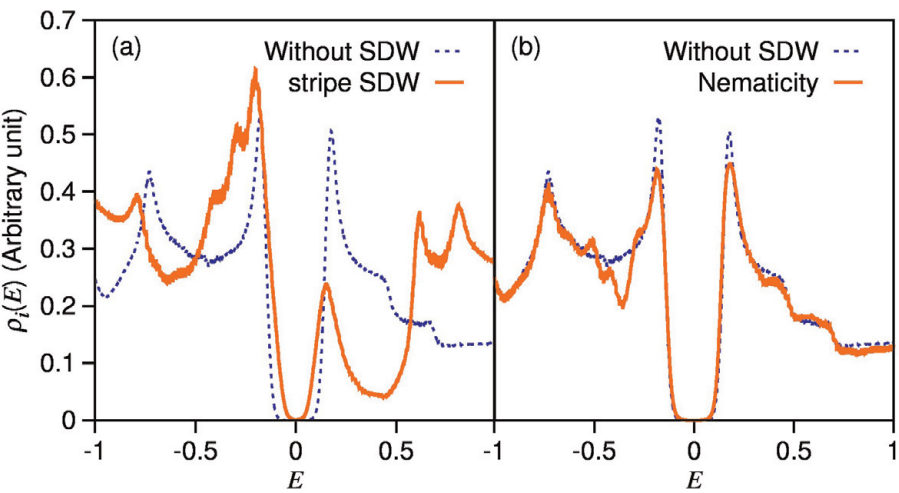 0.7
0.6
0.5
0.4
0.3
0.2
0.1
0
ρi(E) (Arbitrary unit)
(a)
Without SDW
stripe SDW
(b)
Without SDW
Nematicity
-1 -0.5 0 0.5 -1 -0.5 0 0.5 1
E E